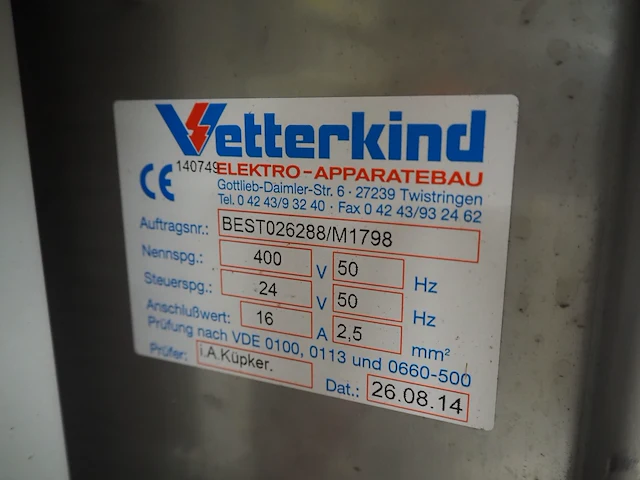 Vetterkind
140749 ELEKTRO-APPARATEBAU
CE Gottlieb-Daimler-Str. 6 · 27239 Twistringen
Tel. 0 42 43/9 32 40 · Fax 0 42 43/93 24 62
Auftragsnr.: BEST026288/M1798
Nennspg.: 400 V 50 Hz
Steuerspg.: 24 V 50 Hz
Anschlußwert: 16 A 2,5 mm²
Prüfung nach VDE 0100, 0113 und 0660-500
Prüfer: i.A.Küpker. Dat.: 26.08.14